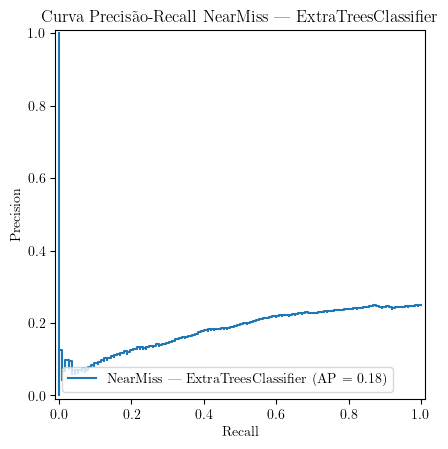 Curva Precisão-Recall NearMiss — ExtraTreesClassifier
1.0
0.8
0.6
0.4
0.2
0.0
Precision
NearMiss — ExtraTreesClassifier (AP = 0.18)
0.0 0.2 0.4 0.6 0.8 1.0
Recall